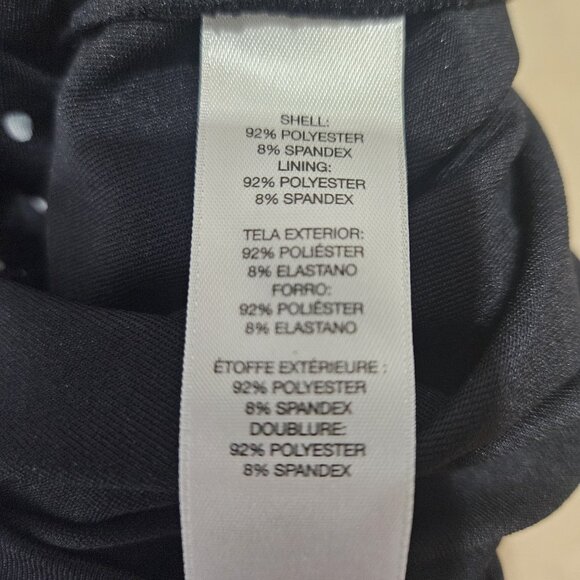 SHELL:
92% POLYESTER
8% SPANDEX
LINING:
92% POLYESTER
8% SPANDEX
TELA EXTERIOR:
92% POLIÉSTER
8% ELASTANO
FORRO:
92% POLIÉSTER
8% ELASTANO
ÉTOFFE EXTÉRIEURE :
92% POLYESTER
8% SPANDEX
DOUBLURE:
92% POLYESTER
8% SPANDEX